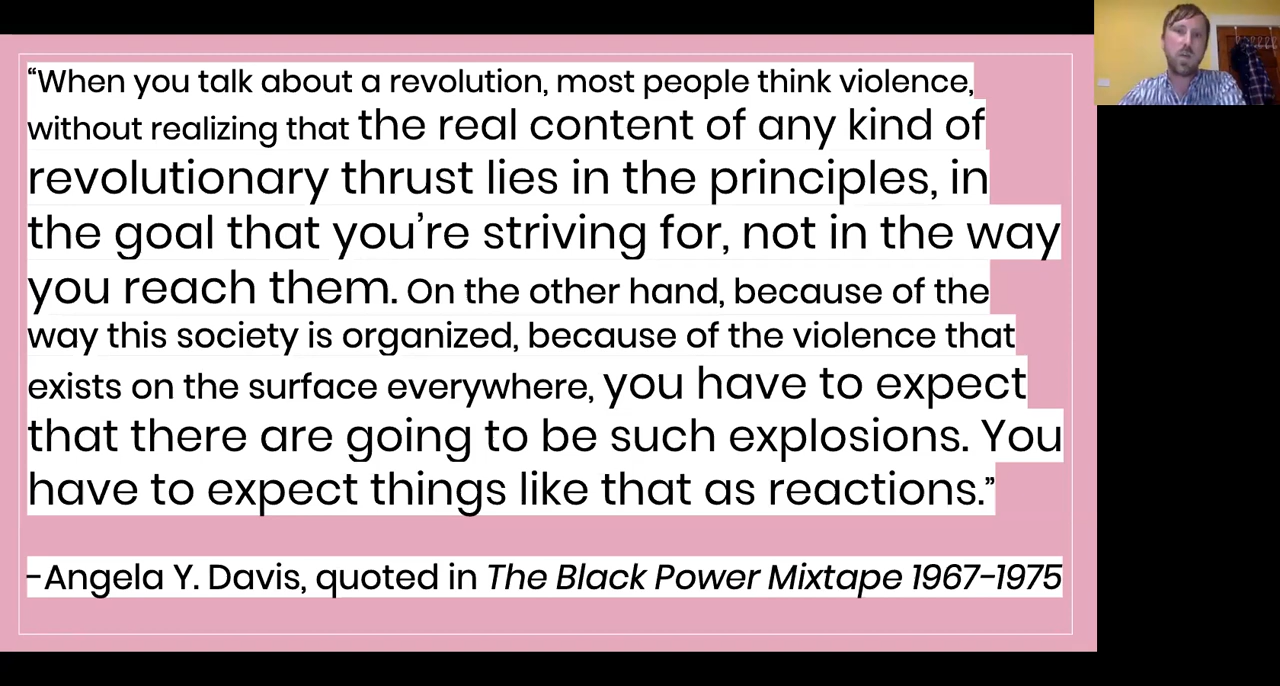 “When you talk about a revolution, most people think violence,
without realizing that the real content of any kind of
revolutionary thrust lies in the principles, in
the goal that you’re striving for, not in the way
you reach them. On the other hand, because of the
way this society is organized, because of the violence that
exists on the surface everywhere, you have to expect
that there are going to be such explosions. You
have to expect things like that as reactions.”
–Angela Y. Davis, quoted in The Black Power Mixtape 1967–1975